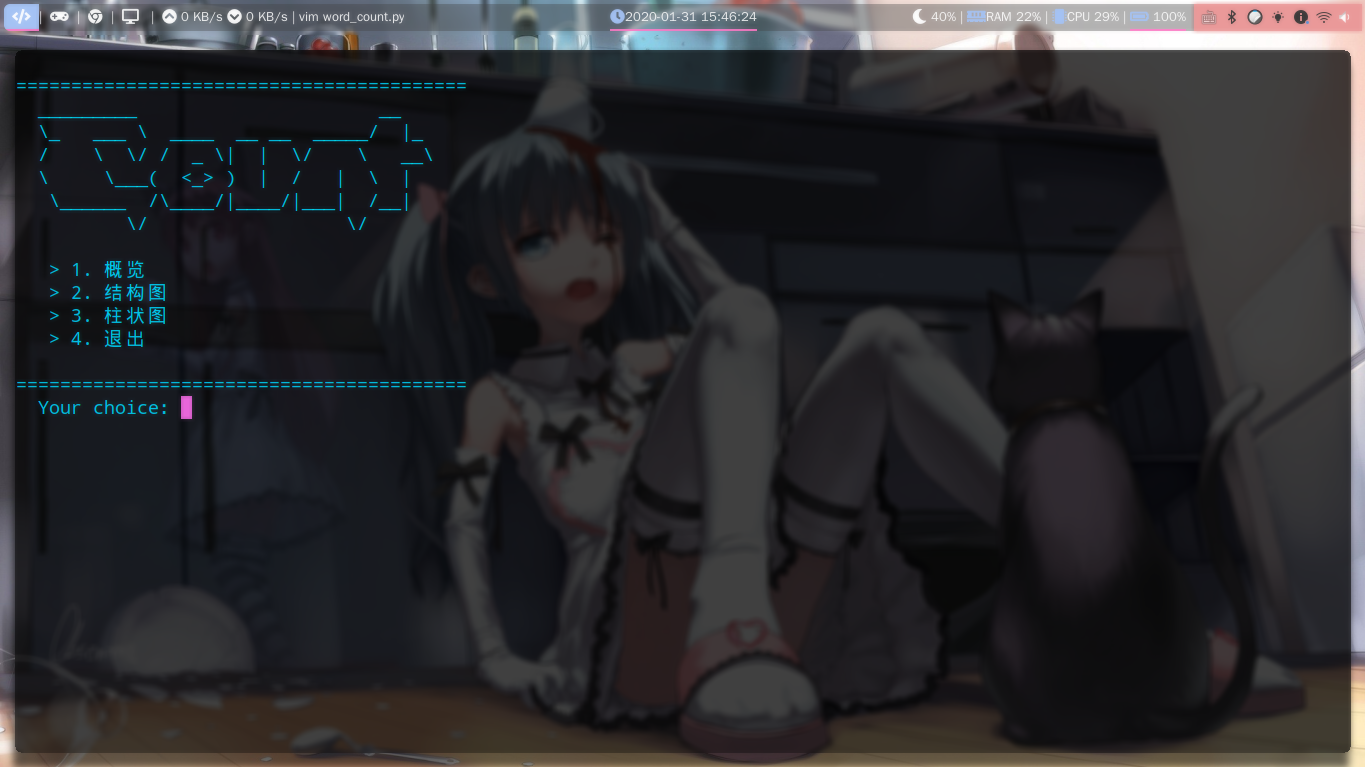 0 KB/s 0 KB/s | vim word_count.py
2020-01-31 15:46:24
40% | RAM 22% | CPU 29% | 100%
=========================================
Count
> 1. 概览
> 2. 结构图
> 3. 柱状图
> 4. 退出
=========================================
Your choice: